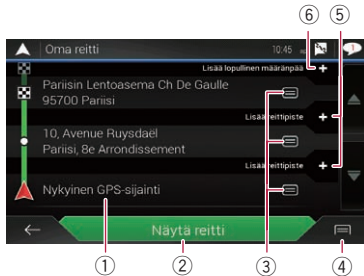 ⑥
⑤
Oma reitti
10:45
Lisää lopullinen määränpää +
Pariisin Lentoasema Ch De Gaulle
95700 Pariisi
Lisää reittipiste +
10, Avenue Ruysdaël
Pariisi, 8e Arrondissement
Lisää reittipiste +
Nykyinen GPS-sijainti
Näytä reitti
① ② ③ ④